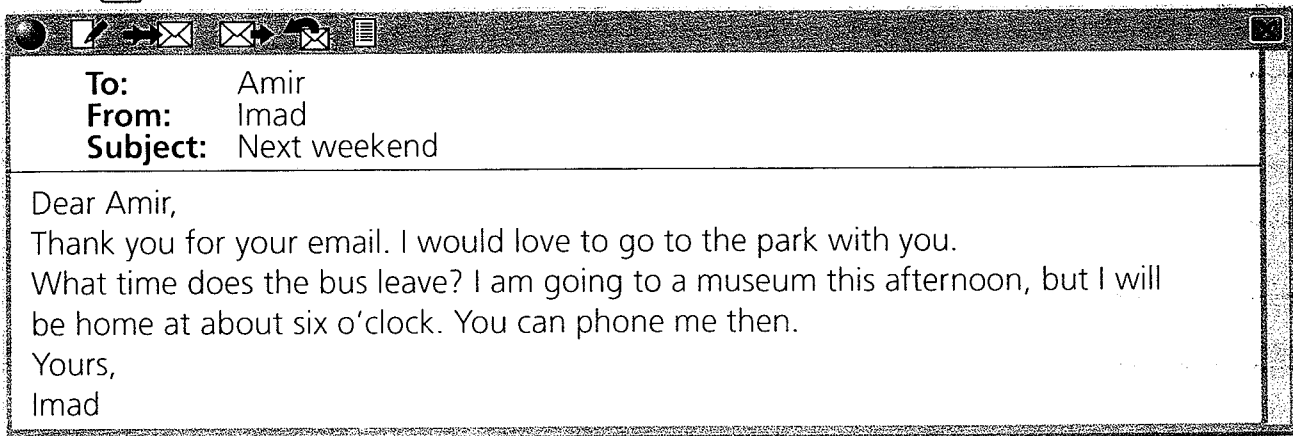 To: Amir
From: Imad
Subject: Next weekend
Dear Amir,
Thank you for your email. I would love to go to the park with you.
What time does the bus leave? I am going to a museum this afternoon, but I will
be home at about six o'clock. You can phone me then.
Yours,
Imad